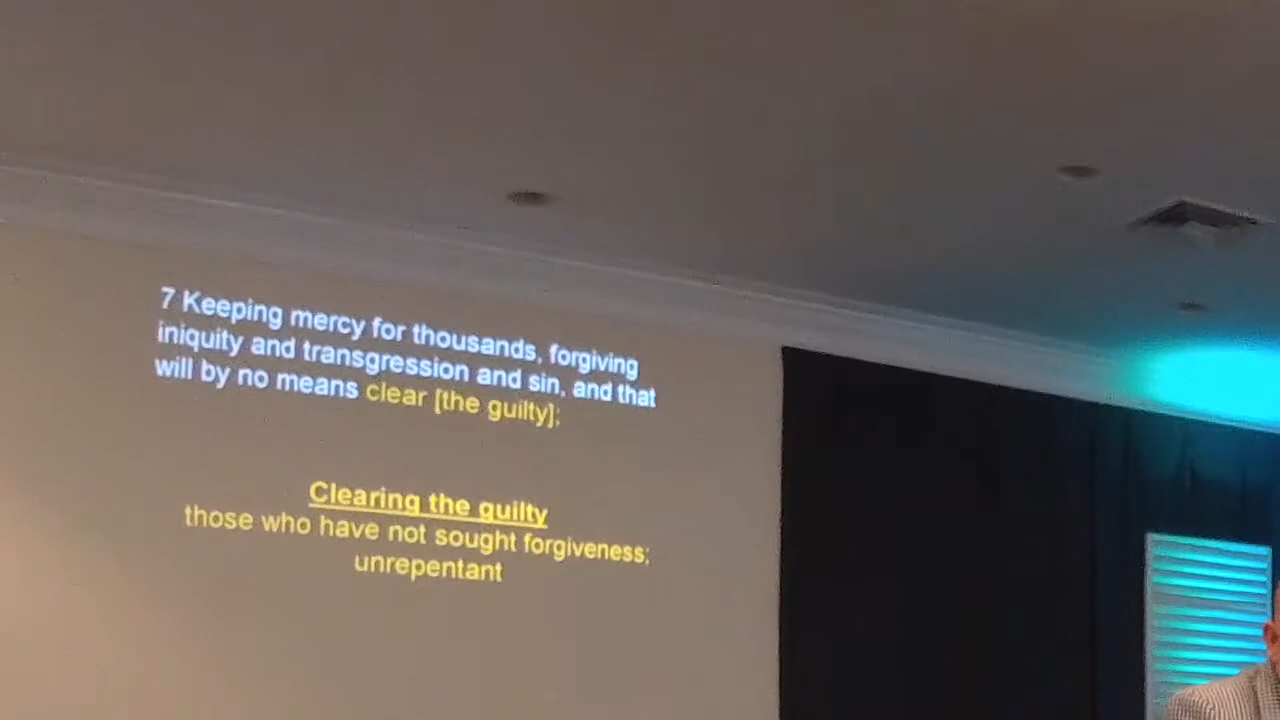 7 Keeping mercy for thousands, forgiving
iniquity and transgression and sin, and that
will by no means clear [the guilty];
Clearing the guilty
those who have not sought forgiveness;
unrepentant